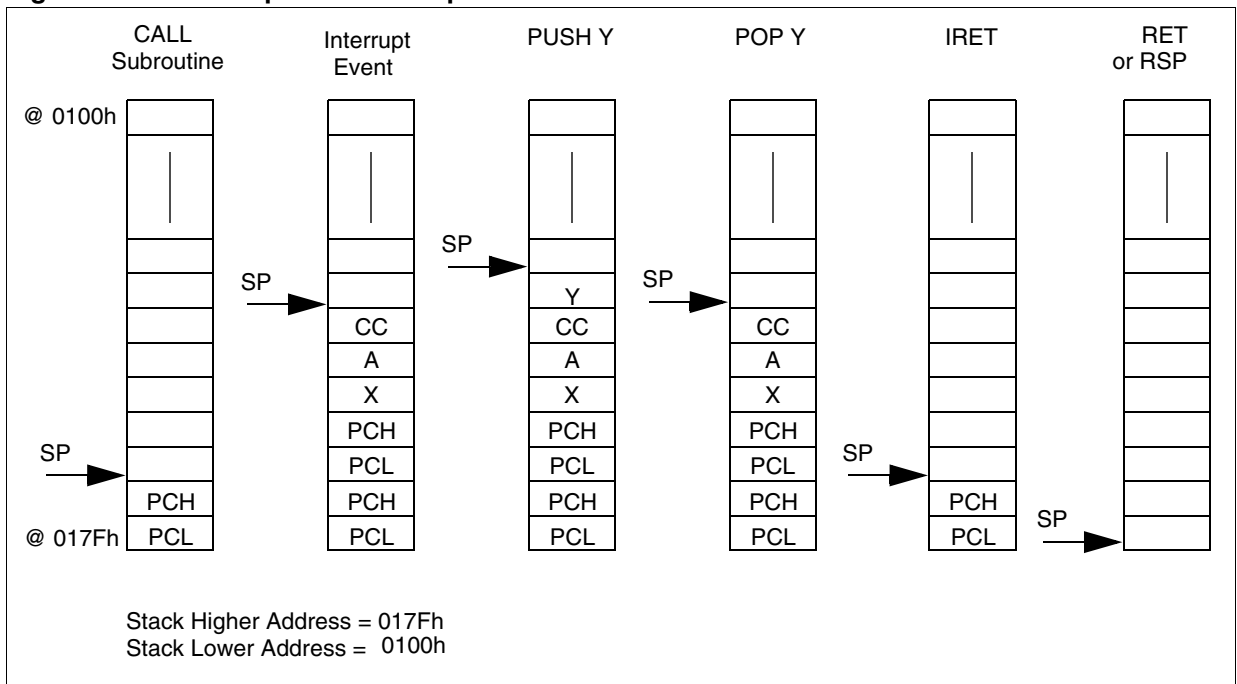 CALL
Subroutine
Interrupt
Event
PUSH Y
POP Y
IRET
RET
or RSP
@ 0100h
SP
SP
SP
CC
A
X
PCH
PCL
PCH
PCL
Y
CC
A
X
PCH
PCL
PCH
PCL
CC
A
X
PCH
PCL
PCH
PCL
SP
PCH
PCL
SP
PCH
PCL
SP
@ 017Fh
Stack Higher Address = 017Fh
Stack Lower Address = 0100h